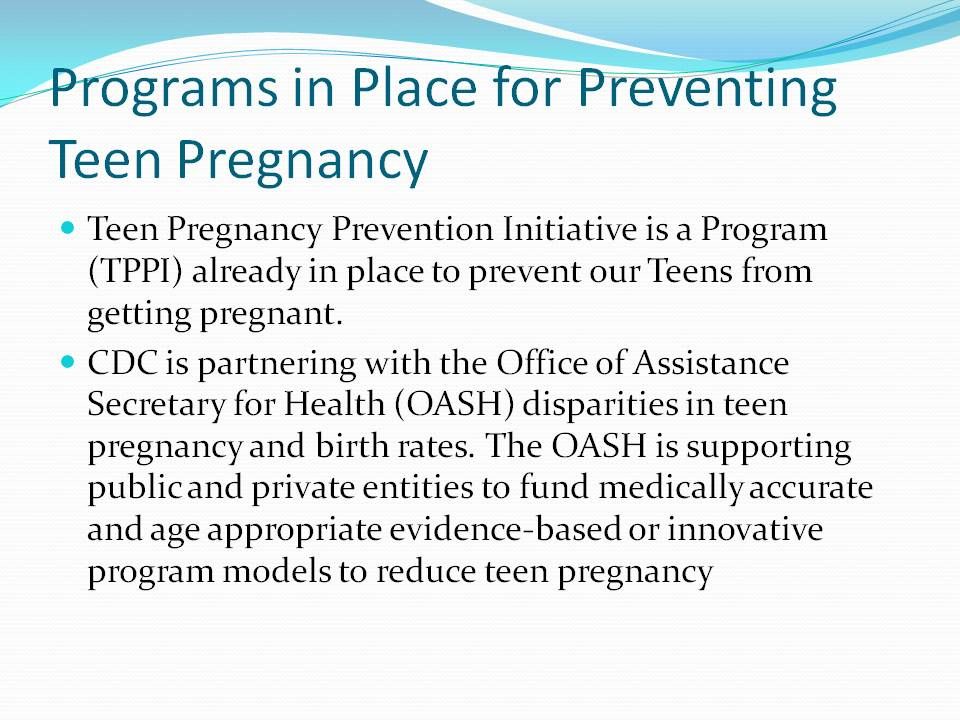 Programs in Place for Preventing
Teen Pregnancy
Teen Pregnancy Prevention Initiative is a Program
(TPPI) already in place to prevent our Teens from
getting pregnant.
CDC is partnering with the Office of Assistance
Secretary for Health (OASH) disparities in teen
pregnancy and birth rates. The OASH is supporting
public and private entities to fund medically accurate
and age appropriate evidence-based or innovative
program models to reduce teen pregnancy